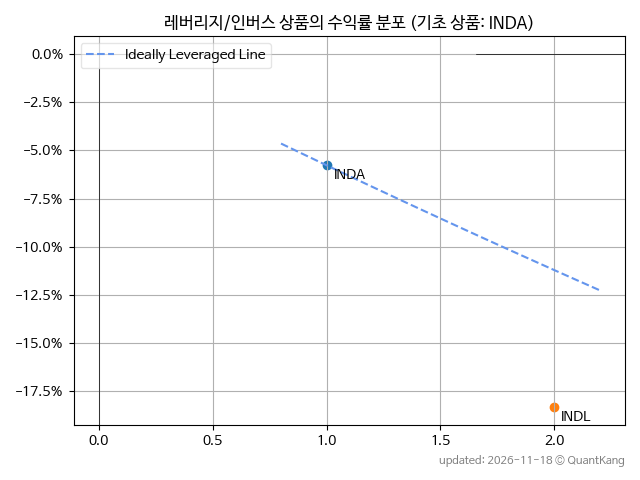 레버리지/인버스 상품의 수익률 분포 (기초 상품: INDA)
0.0%
Ideally Leveraged Line
−2.5%
−5.0%
INDA
−7.5%
−10.0%
−12.5%
−15.0%
−17.5%
INDL
0.0 0.5 1.0 1.5 2.0
updated: 2026-11-18 © QuantKang